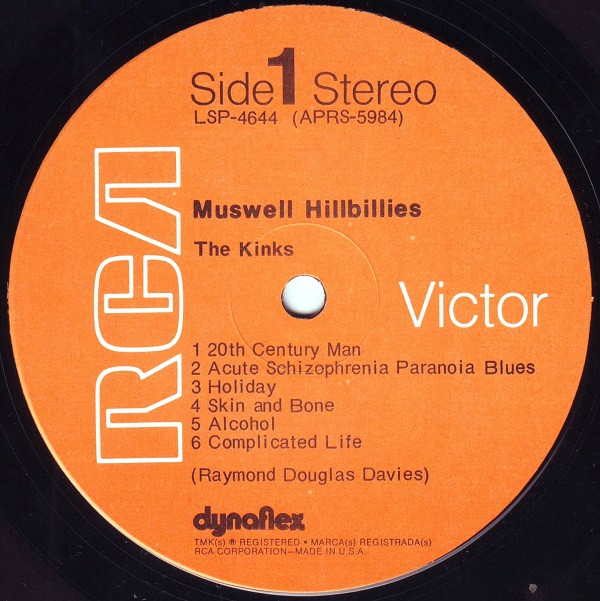 Side 1 Stereo
LSP-4644 (APRS-5984)
RCA
Muswell Hillbillies
The Kinks
Victor
1 20th Century Man
2 Acute Schizophrenia Paranoia Blues
3 Holiday
4 Skin and Bone
5 Alcohol
6 Complicated Life
(Raymond Douglas Davies)
dynaflex
TMK(s) ® REGISTERED • MARCA(s) REGISTRADA(s)
RCA CORPORATION—MADE IN U.S.A.